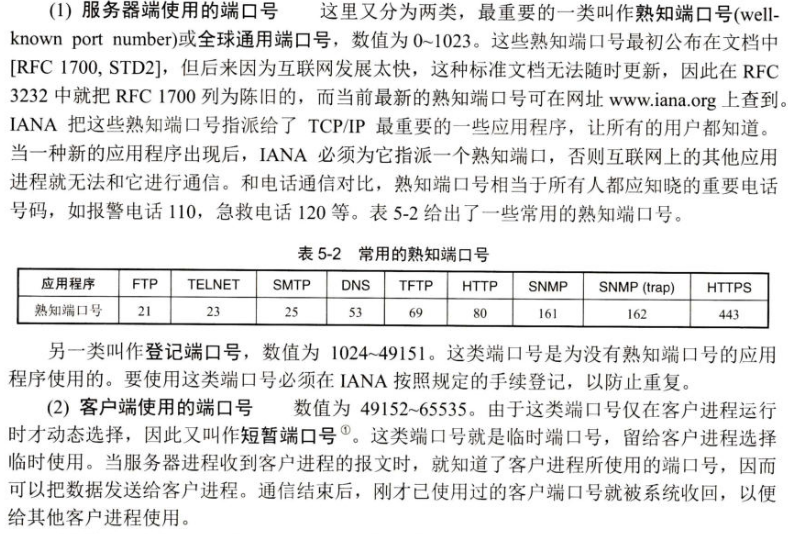 (1) 服务器端使用的端口号 这里又分为两类，最重要的一类叫作熟知端口号(well-
known port number)或全球通用端口号，数值为 0~1023。这些熟知端口号最初公布在文档中
[RFC 1700, STD2]，但后来因为互联网发展太快，这种标准文档无法随时更新，因此在 RFC
3232 中就把 RFC 1700 列为陈旧的，而当前最新的熟知端口号可在网址 www.iana.org 上查到。
IANA 把这些熟知端口号指派给了 TCP/IP 最重要的一些应用程序，让所有的用户都知道。
当一种新的应用程序出现后，IANA 必须为它指派一个熟知端口，否则互联网上的其他应用
进程就无法和它进行通信。和电话通信对比，熟知端口号相当于所有人都应知晓的重要电话
号码，如报警电话 110，急救电话 120 等。表 5-2 给出了一些常用的熟知端口号。
表 5-2 常用的熟知端口号
应用程序 FTP TELNET SMTP DNS TFTP HTTP SNMP SNMP (trap) HTTPS
熟知端口号 21 23 25 53 69 80 161 162 443
另一类叫作登记端口号，数值为 1024~49151。这类端口号是为没有熟知端口号的应用
程序使用的。要使用这类端口号必须在 IANA 按照规定的手续登记，以防止重复。
(2) 客户端使用的端口号 数值为 49152~65535。由于这类端口号仅在客户进程运行
时才动态选择，因此又叫作短暂端口号①。这类端口号就是临时端口号，留给客户进程选择
临时使用。当服务器进程收到客户进程的报文时，就知道了客户进程所使用的端口号，因而
可以把数据发送给客户进程。通信结束后，刚才已使用过的客户端口号就被系统收回，以便
给其他客户进程使用。